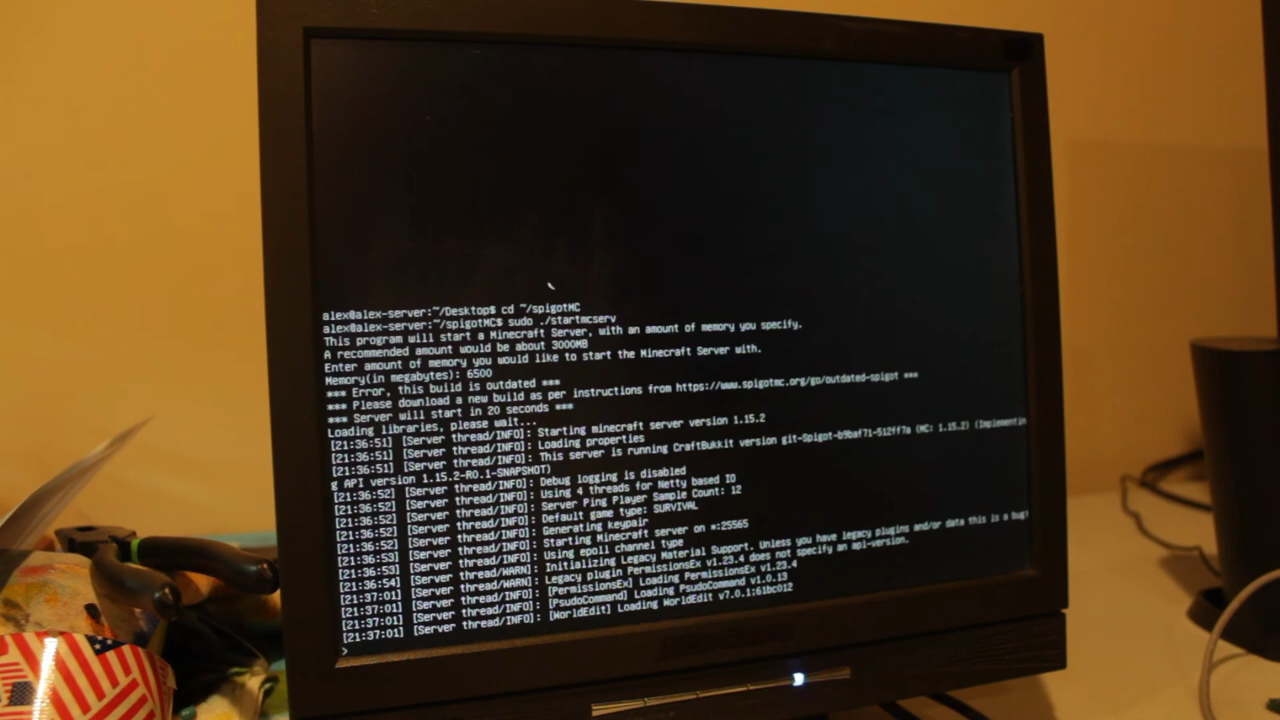 alex@alex-server:~/Desktop$ cd ~/spigotMC
alex@alex-server:~/spigotMC$ sudo ./startmcserv
This program will start a Minecraft Server, with an amount of memory you specify.
A recommended amount would be about 3000MB
Enter amount of memory you would like to start the Minecraft Server with.
Memory(in megabytes): 6500
*** Error, this build is outdated ***
*** Please download a new build as per instructions from https://www.spigotmc.org/go/outdated-spigot ***
*** Server will start in 20 seconds ***
Loading libraries, please wait...
[21:36:51] [Server thread/INFO]: Starting minecraft server version 1.15.2
[21:36:51] [Server thread/INFO]: Loading properties
[21:36:51] [Server thread/INFO]: This server is running CraftBukkit version git-Spigot-b9baf71-512ff7a (MC: 1.15.2) (Implementin
g API version 1.15.2-R0.1-SNAPSHOT)
[21:36:52] [Server thread/INFO]: Debug logging is disabled
[21:36:52] [Server thread/INFO]: Using 4 threads for Netty based IO
[21:36:52] [Server thread/INFO]: Server Ping Player Sample Count: 12
[21:36:52] [Server thread/INFO]: Default game type: SURVIVAL
[21:36:52] [Server thread/INFO]: Generating keypair
[21:36:53] [Server thread/INFO]: Starting Minecraft server on *:25565
[21:36:53] [Server thread/INFO]: Using epoll channel type
[21:36:54] [Server thread/WARN]: Initializing Legacy Material Support. Unless you have legacy plugins and/or data this is a bug!
[21:37:01] [Server thread/WARN]: Legacy plugin PermissionsEx v1.23.4 does not specify an api-version.
[21:37:01] [Server thread/INFO]: [PermissionsEx] Loading PermissionsEx v1.23.4
[21:37:01] [Server thread/INFO]: [PsudoCommand] Loading PsudoCommand v1.0.13
[21:37:01] [Server thread/INFO]: [WorldEdit] Loading WorldEdit v7.0.1;61bc012
>